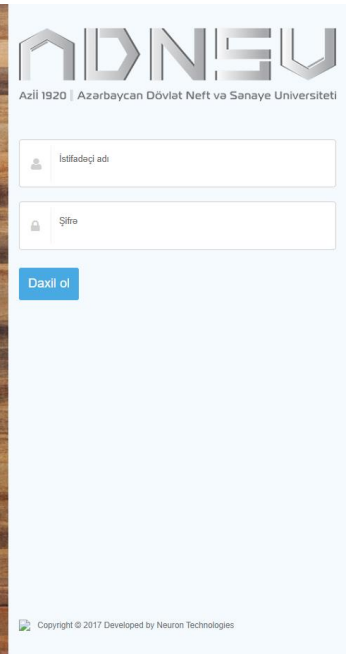 ADNSU
Azİİ 1920 | Azərbaycan Dövlət Neft və Sənaye Universiteti
İstifadəçi adı
Şifrə
Daxil ol
Copyright © 2017 Developed by Neuron Technologies